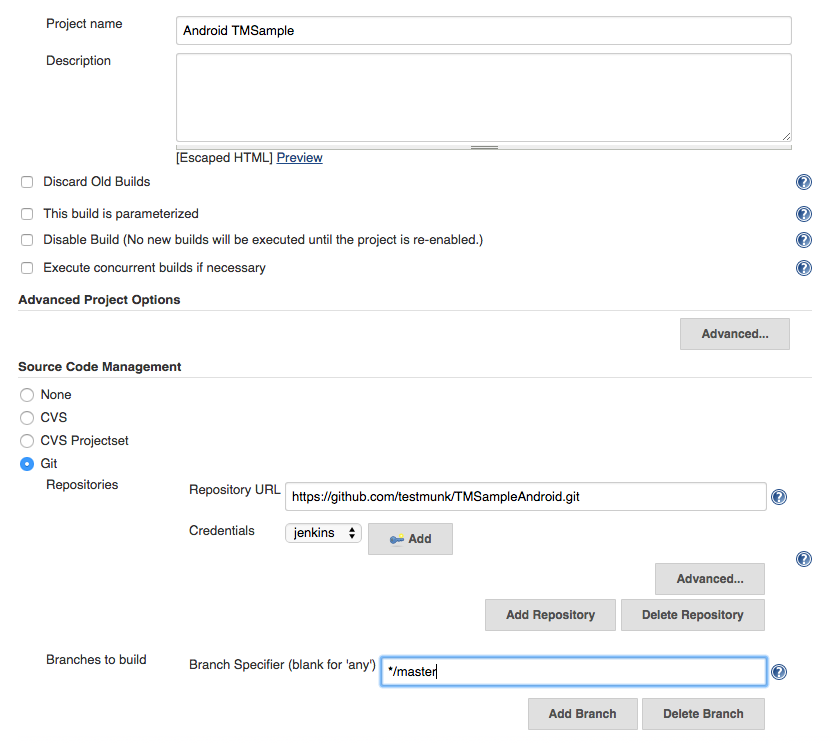 Project name
Android TMSample
Description
[Escaped HTML] Preview
Discard Old Builds
This build is parameterized
Disable Build (No new builds will be executed until the project is re-enabled.)
Execute concurrent builds if necessary
Advanced Project Options
Advanced...
Source Code Management
None
CVS
CVS Projectset
Git
Repositories
Repository URL
https://github.com/testmunk/TMSampleAndroid.git
Credentials
jenkins
Add
Advanced...
Add Repository
Delete Repository
Branches to build
Branch Specifier (blank for 'any')
*/master
Add Branch
Delete Branch